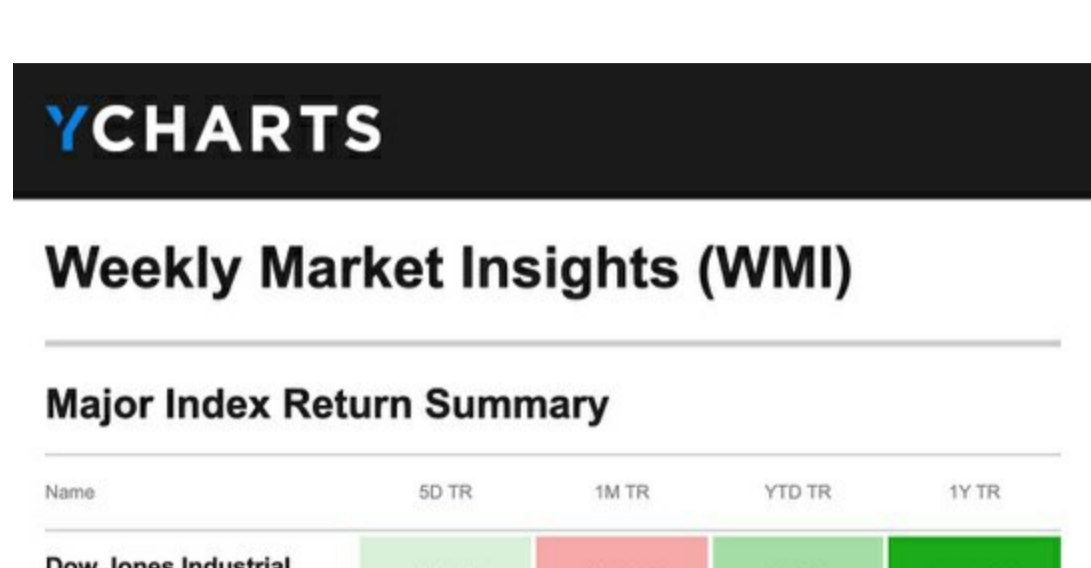 YCHARTS
Weekly Market Insights (WMI)
Major Index Return Summary
Name 5D TR 1M TR YTD TR 1Y TR
Dow Jones Industrial